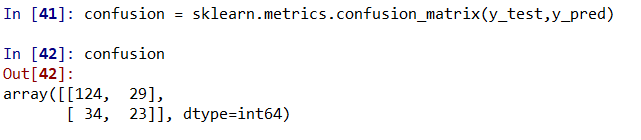 In [41]: confusion = sklearn.metrics.confusion_matrix(y_test,y_pred)
In [42]: confusion
Out[42]:
array([[124,  29],
       [ 34,  23]], dtype=int64)